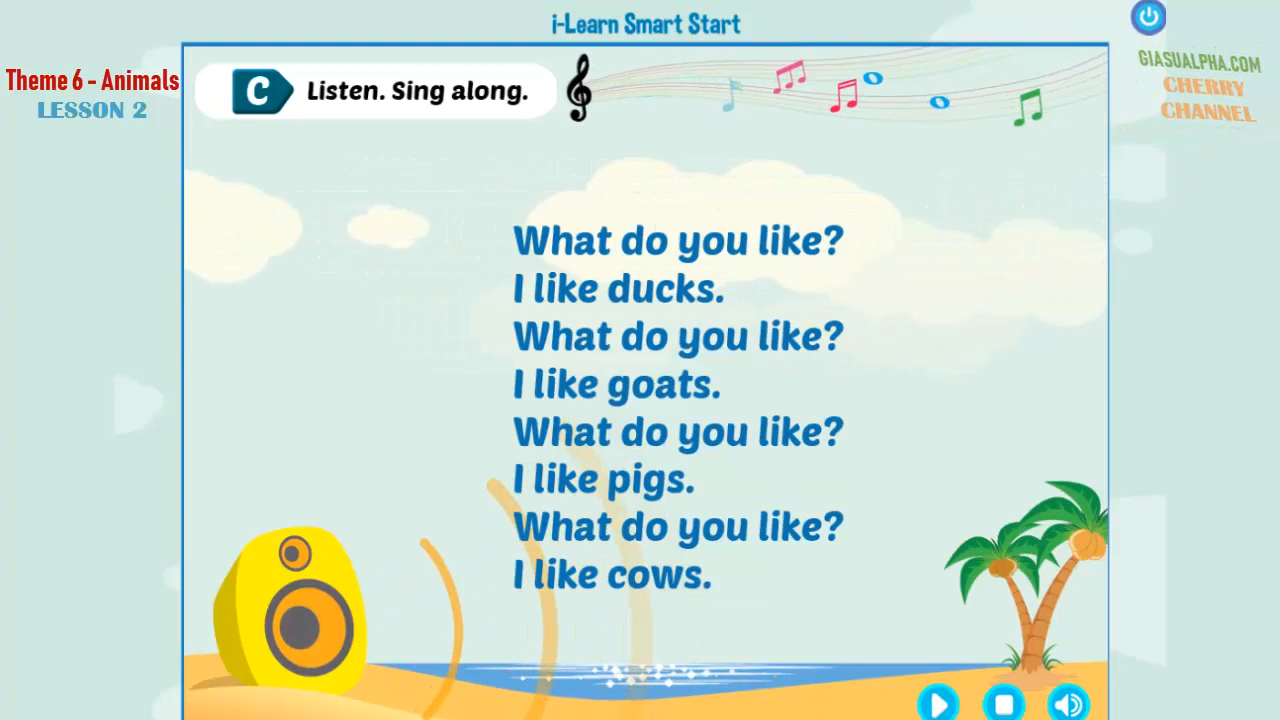 i-Learn Smart Start
Theme 6 - Animals
LESSON 2
GIASUALPHA.COM
CHERRY
CHANNEL
C Listen. Sing along.
What do you like?
I like ducks.
What do you like?
I like goats.
What do you like?
I like pigs.
What do you like?
I like cows.